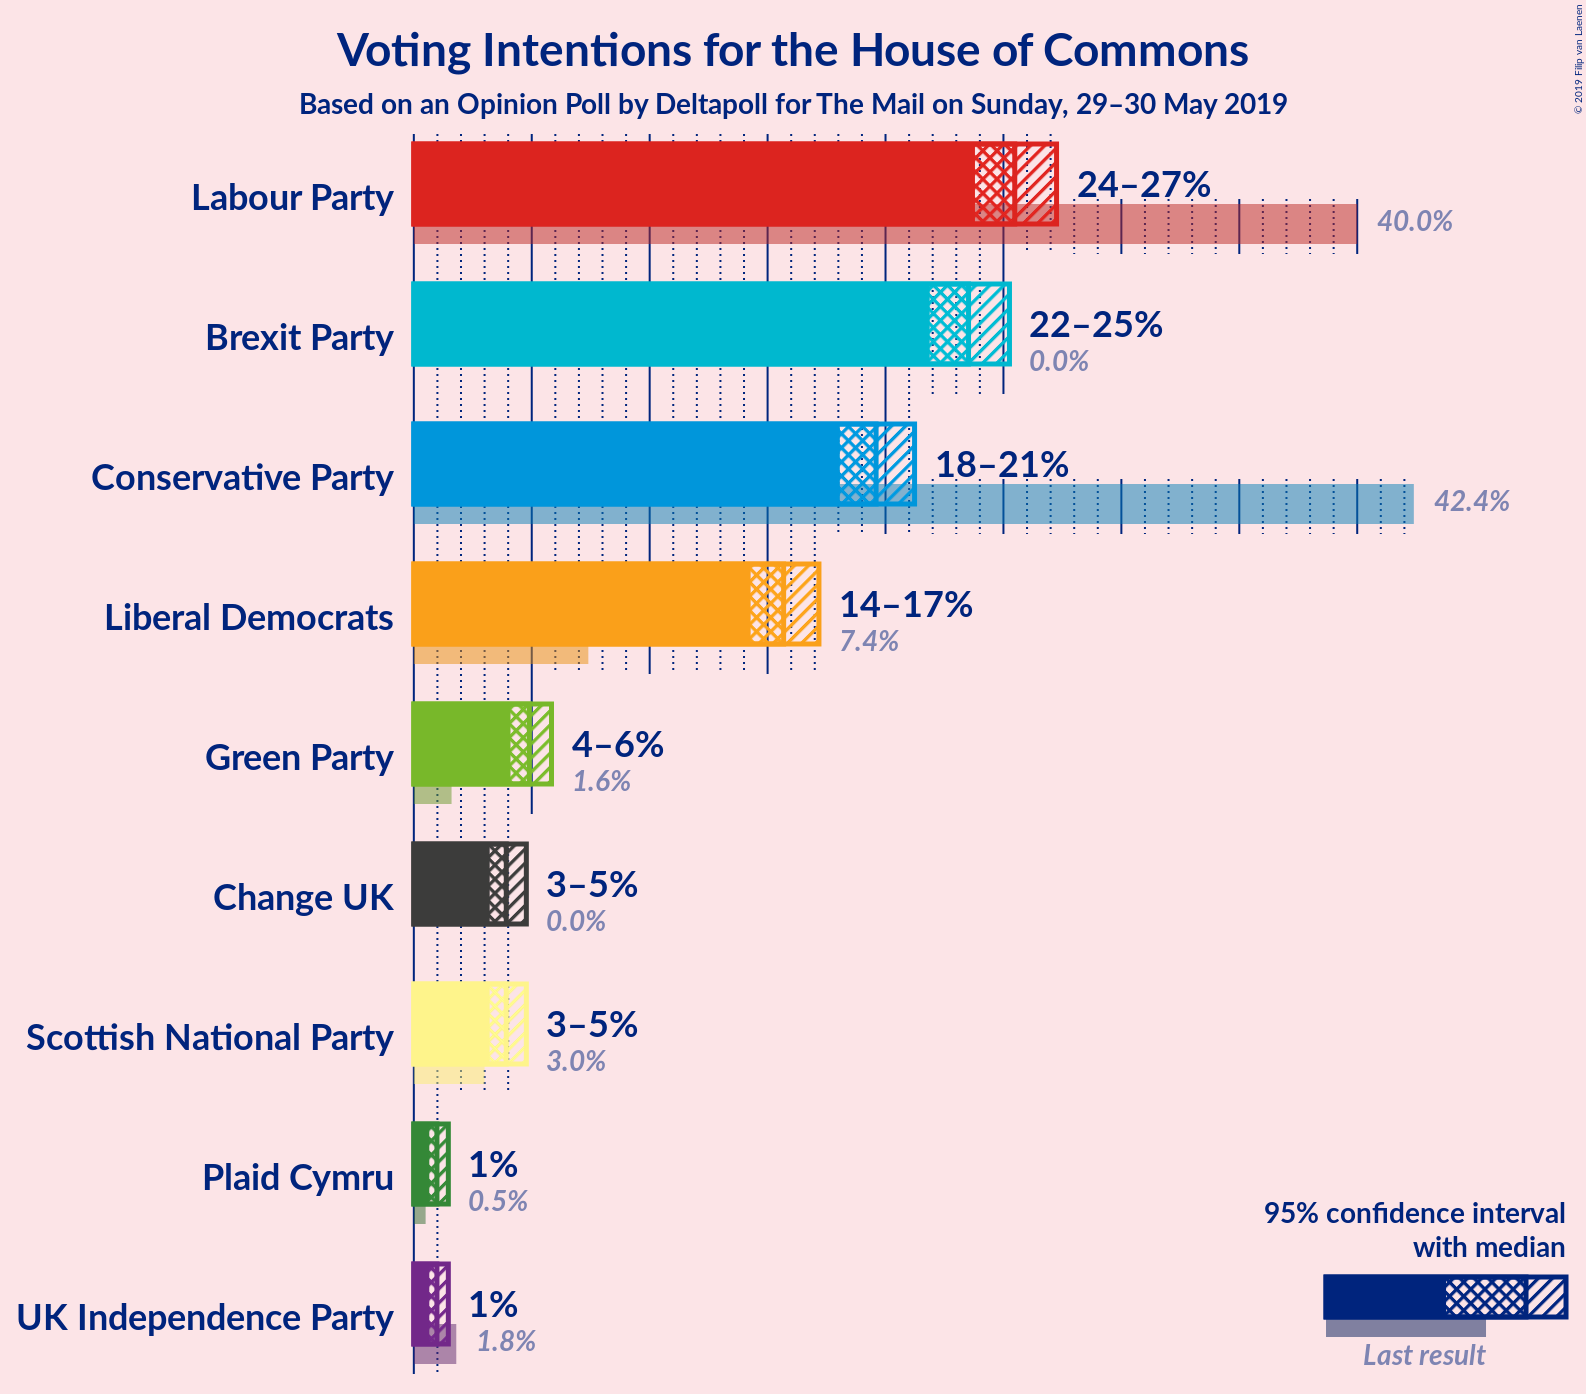 Voting Intentions for the House of Commons
Based on an Opinion Poll by Deltapoll for The Mail on Sunday, 29–30 May 2019
© 2019 Filip van Laenen
Labour Party
24–27%
40.0%
Brexit Party
22–25%
0.0%
Conservative Party
18–21%
42.4%
Liberal Democrats
14–17%
7.4%
Green Party
4–6%
1.6%
Change UK
3–5%
0.0%
Scottish National Party
3–5%
3.0%
Plaid Cymru
1%
0.5%
UK Independence Party
1%
1.8%
95% confidence interval
with median
Last result